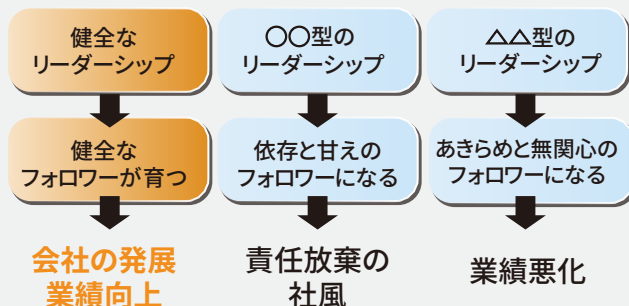 健全な
リーダーシップ
健全な
フォロワーが育つ
会社の発展
業績向上
〇〇型の
リーダーシップ
依存と甘えの
フォロワーになる
責任放棄の
社風
△△型の
リーダーシップ
あきらめと無関心の
フォロワーになる
業績悪化